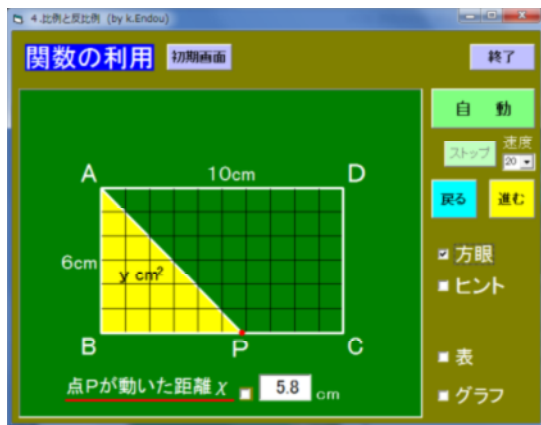 4.比例と反比例 (by k.Endou)
関数の利用 初期画面 終了
自 動
ストップ 速度 20
戻る 進む
A 10cm D
方眼
6cm y cm²
ヒント
B P C
表
点Pが動いた距離 x 5.8 cm
グラフ